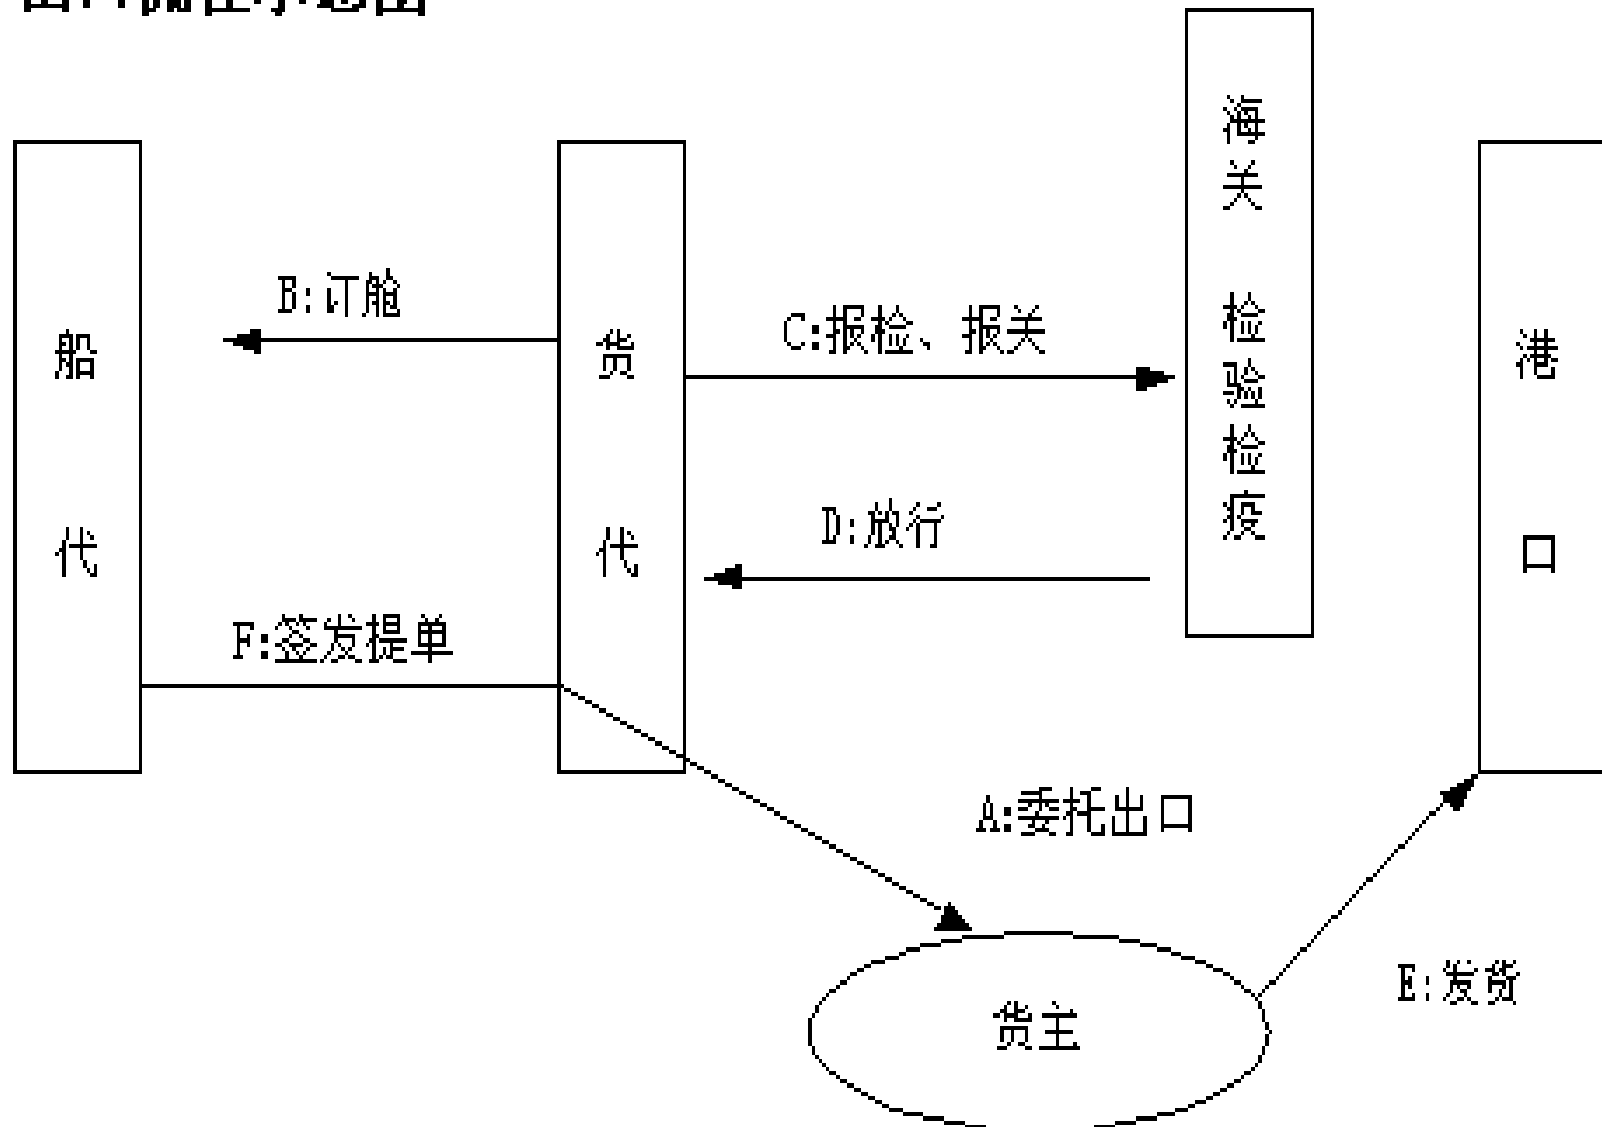 B:订舱
C:报检、报关
D:放行
F:签发提单
A:委托出口
E:发货
船代
货代
海关 检验检疫
港口
货主